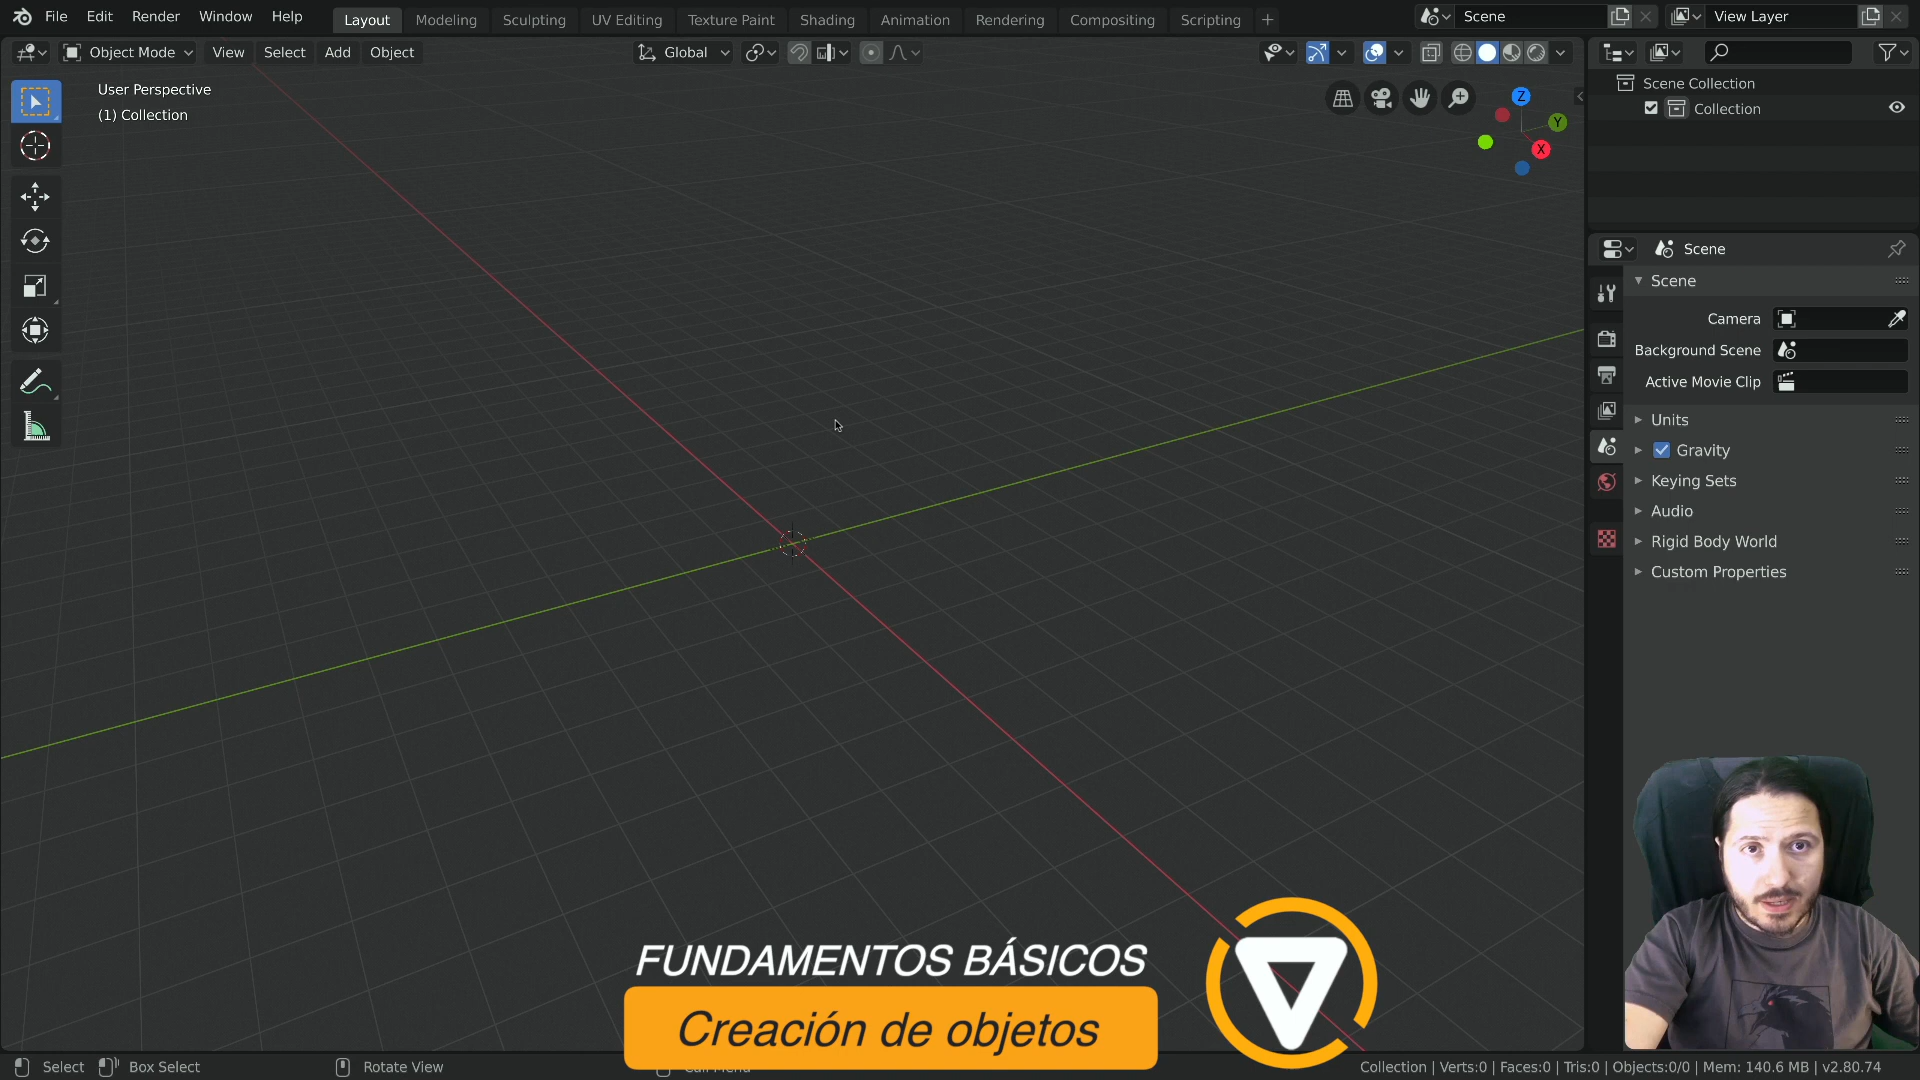 File Edit Render Window Help Layout Modeling Sculpting UV Editing Texture Paint Shading Animation Rendering Compositing Scripting + Scene View Layer
Object Mode View Select Add Object Global
User Perspective
(1) Collection
Z
Y
X
Scene Collection
Collection
Scene
Scene
Camera
Background Scene
Active Movie Clip
Units
Gravity
Keying Sets
Audio
Rigid Body World
Custom Properties
FUNDAMENTOS BÁSICOS
Creación de objetos
Select Box Select Rotate View Call Menu Collection | Verts:0 | Faces:0 | Tris:0 | Objects:0/0 | Mem: 140.6 MB | v2.80.74